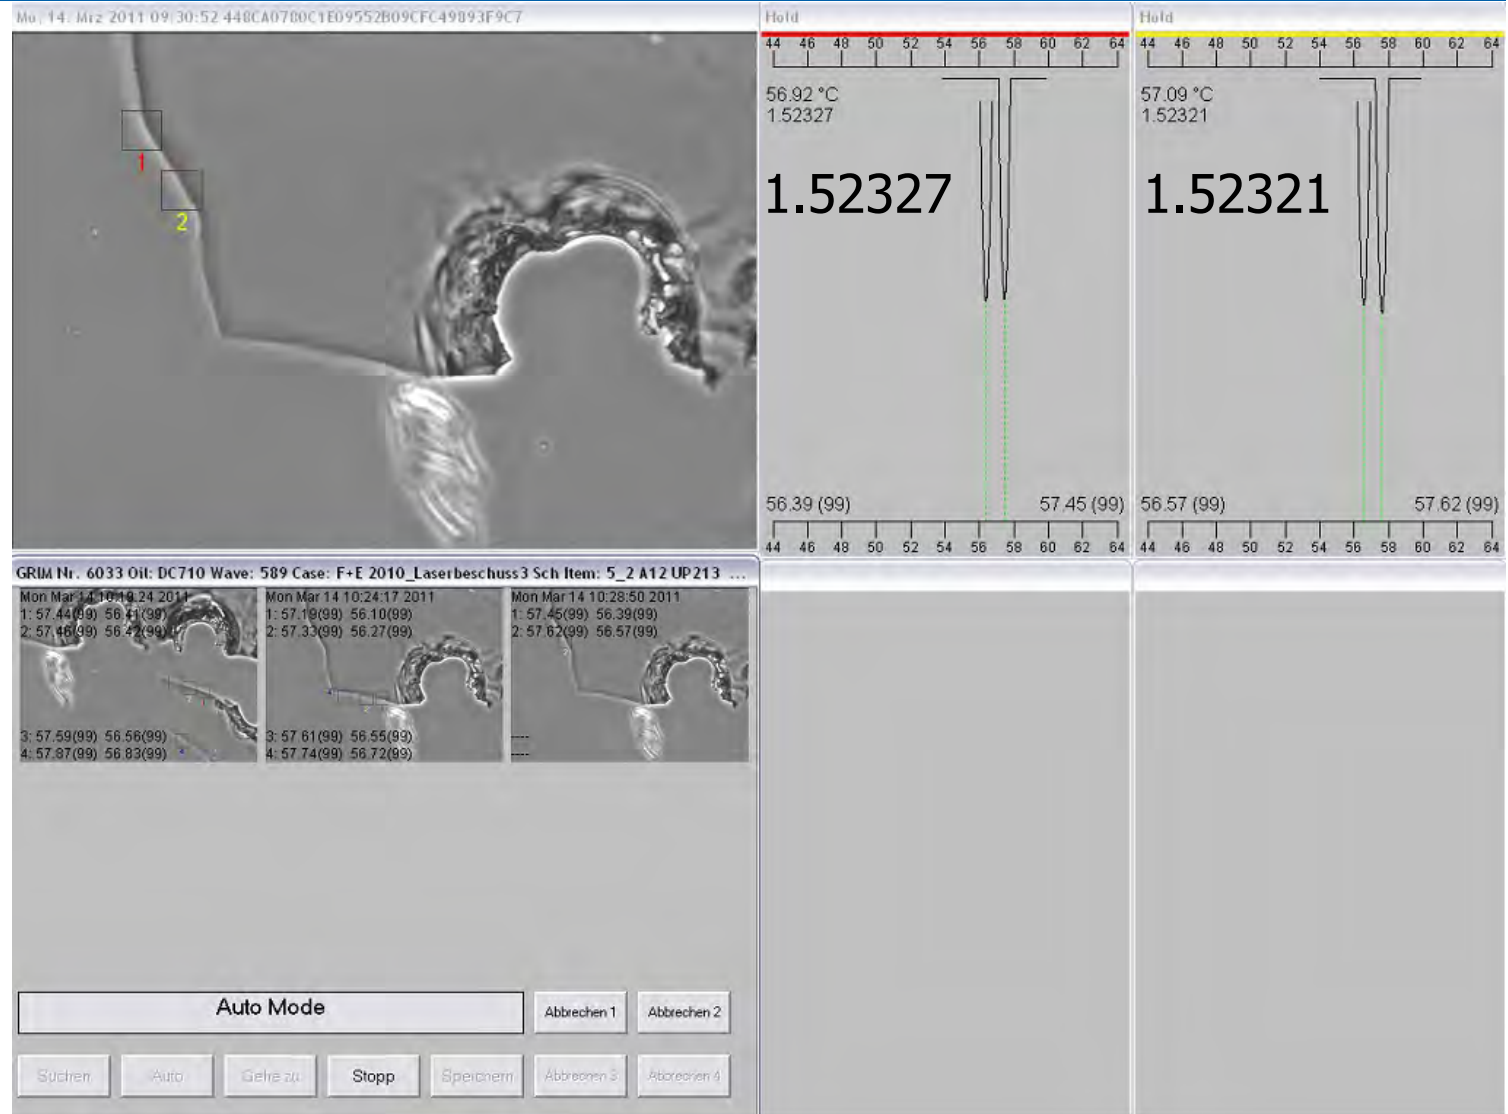 Mo, 14. Mrz 2011 09:30:52 448CA0780C1E09552B09CFC49893F9C7
1
2
Hold
44 46 48 50 52 54 56 58 60 62 64
56.92 °C
1.52327
1.52327
56.39 (99) 57.45 (99)
44 46 48 50 52 54 56 58 60 62 64
Hold
44 46 48 50 52 54 56 58 60 62 64
57.09 °C
1.52321
1.52321
56.57 (99) 57.62 (99)
44 46 48 50 52 54 56 58 60 62 64
GRIM Nr. 6033 Oil: DC710 Wave: 589 Case: F+E 2010_Laserbeschuss3 Sch Item: 5_2 A12 UP213 ...
Mon Mar 14 10:19:24 2011
1: 57.44(99) 56.41(99)
2: 57.46(99) 56.42(99)
3: 57.59(99) 56.56(99)
4: 57.87(99) 56.83(99)
Mon Mar 14 10:24:17 2011
1: 57.19(99) 56.10(99)
2: 57.33(99) 56.27(99)
3: 57.61(99) 56.55(99)
4: 57.74(99) 56.72(99)
Mon Mar 14 10:28:50 2011
1: 57.45(99) 56.39(99)
2: 57.62(99) 56.57(99)
----
----
Auto Mode
Abbrechen 1
Abbrechen 2
Suchen
Auto
Gehe zu
Stopp
Speichern
Abbrechen 3
Abbrechen 4